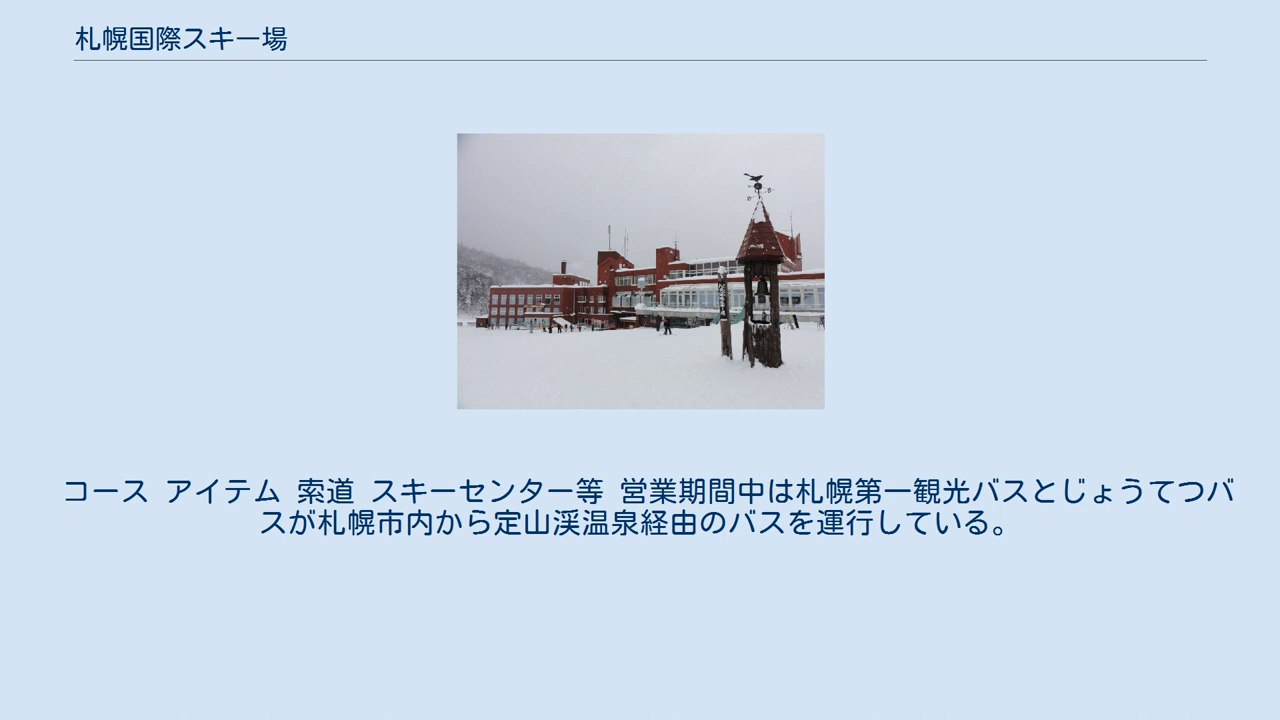 札幌国際スキー場
コース アイテム 索道 スキーセンター等 営業期間中は札幌第一観光バスとじょうてつバ
スが札幌市内から定山渓温泉経由のバスを運行している。